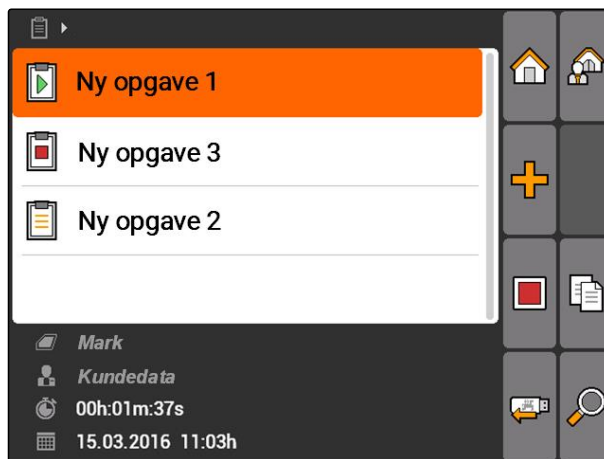 Ny opgave 1
Ny opgave 3
Ny opgave 2
Mark
Kundedata
00h:01m:37s
15.03.2016 11:03h